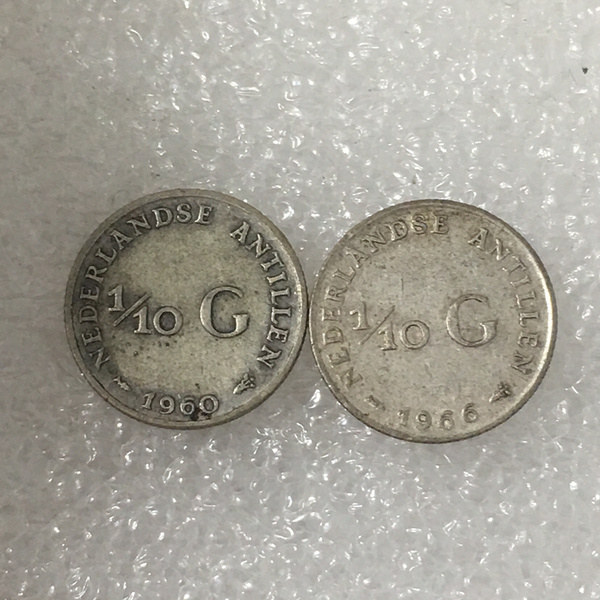 NEDERLANDSE ANTILLEN
1/10 G
1960
NEDERLANDSE ANTILLEN
1/10 G
1966